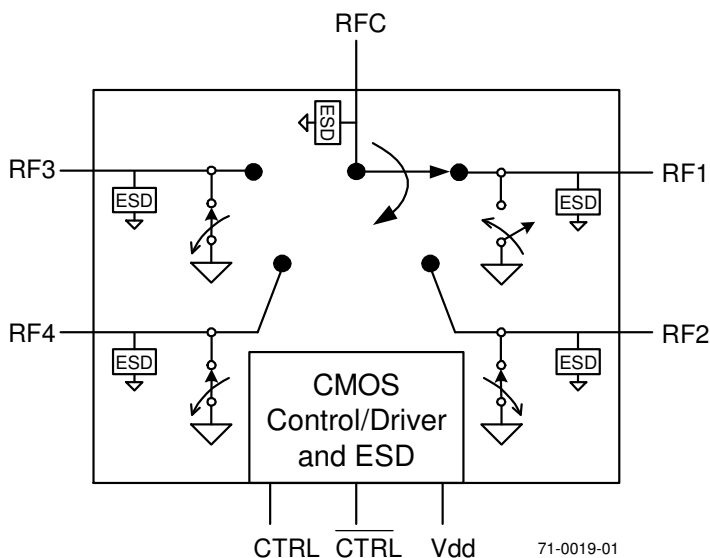 RFC
ESD
RF3
RF1
ESD
ESD
RF4
RF2
ESD
ESD
CMOS
Control/Driver
and ESD
CTRL
CTRL
Vdd
71-0019-01